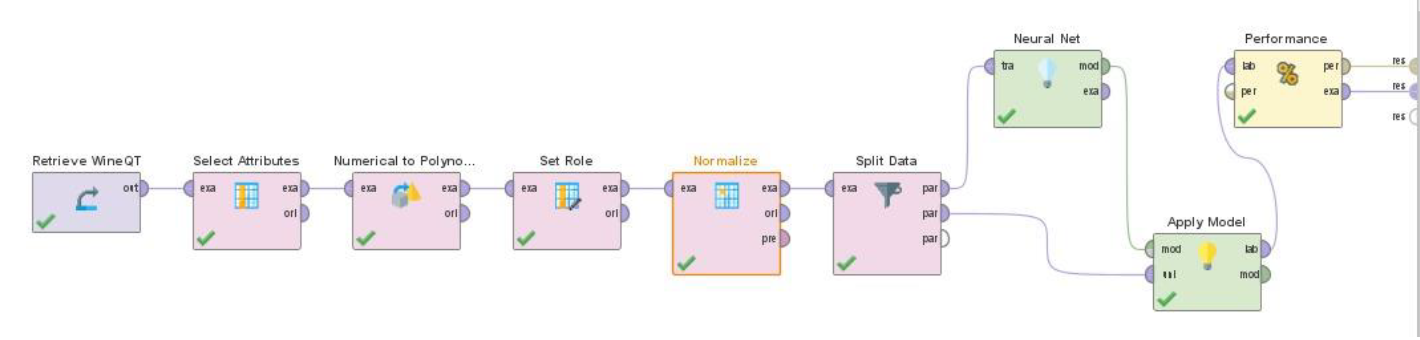 Neural Net
tra mod
exa
Performance
% 
lab per res
per exa res
res
Retrieve WineQT
out
Select Attributes
exa exa
ori
Numerical to Polyno...
exa exa
ori
Set Role
exa exa
ori
Normalize
exa exa
ori
pre
Split Data
exa par
par
par
Apply Model
mod lab
unl mod